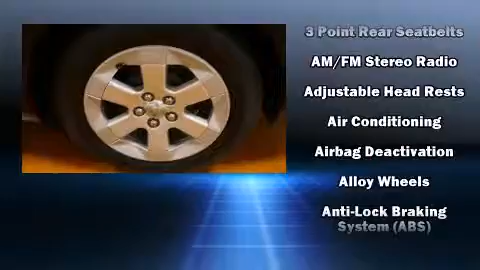 3 Point Rear Seatbelts
AM/FM Stereo Radio
Adjustable Head Rests
Air Conditioning
Airbag Deactivation
Alloy Wheels
Anti-Lock Braking
System (ABS)